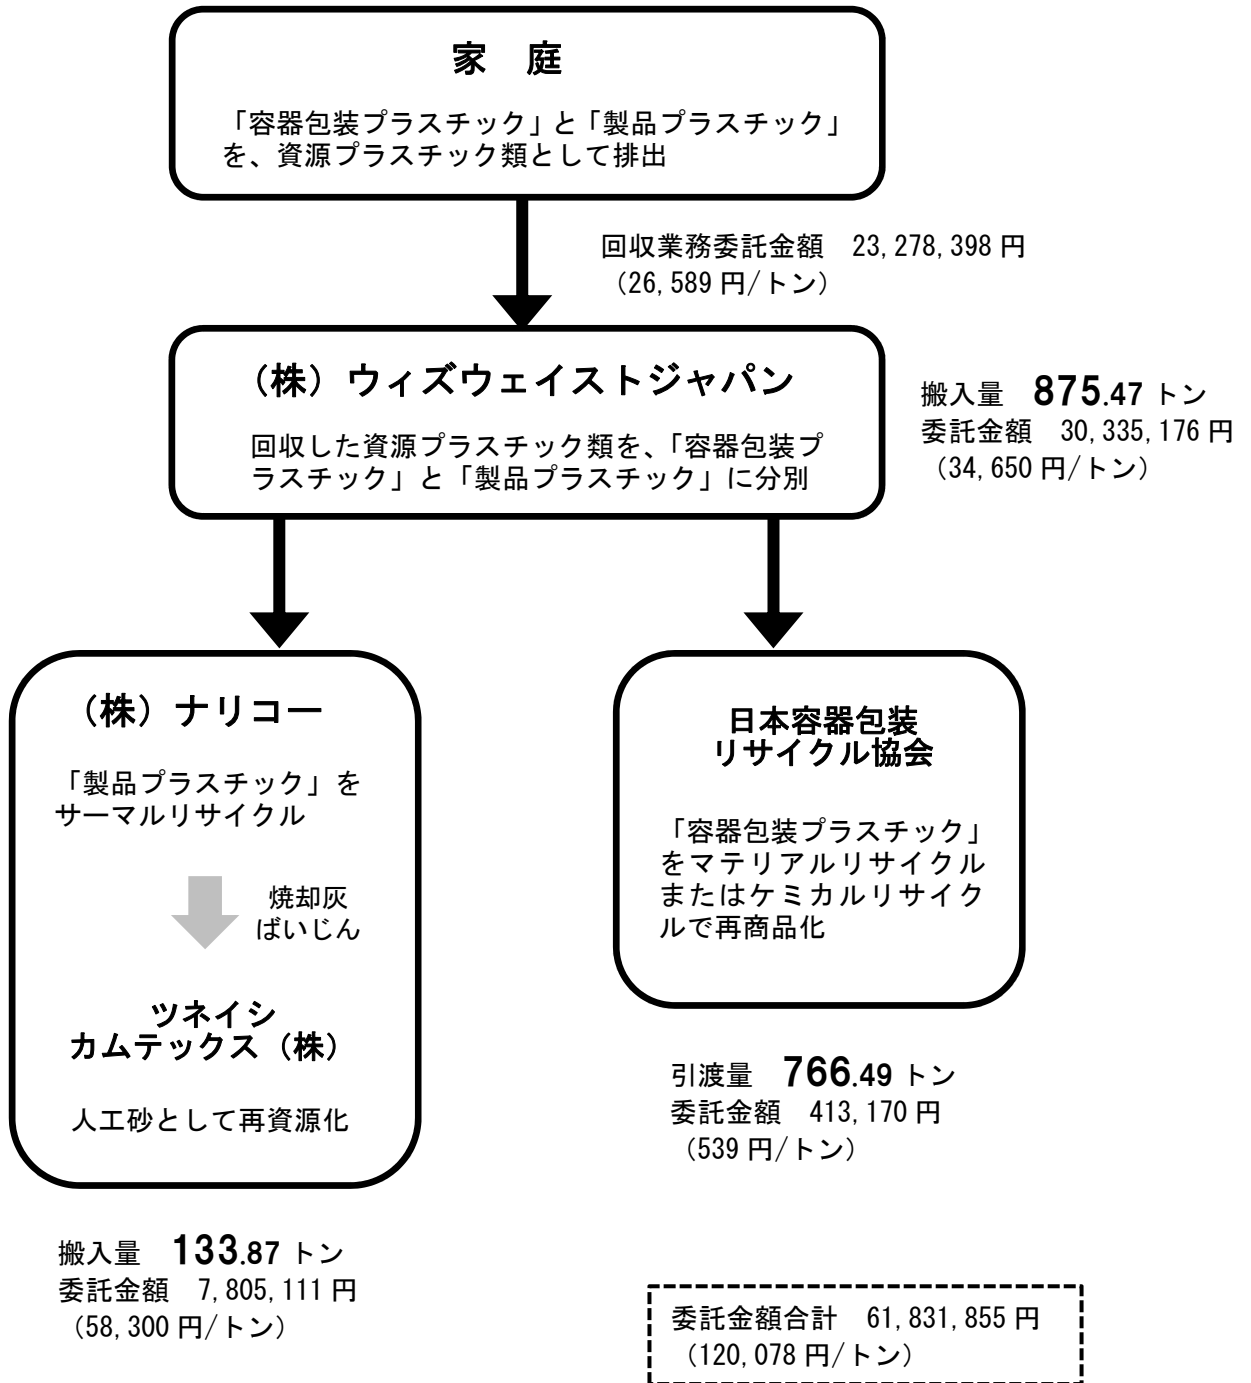 家　庭
「容器包装プラスチック」と「製品プラスチック」
を、資源プラスチック類として排出
回収業務委託金額　23,278,398 円
（26,589 円/トン）
（株）ウィズウェイストジャパン
回収した資源プラスチック類を、「容器包装プ
ラスチック」と「製品プラスチック」に分別
搬入量　875.47 トン
委託金額　30,335,176 円
（34,650 円/トン）
（株）ナリコー
「製品プラスチック」を
サーマルリサイクル
焼却灰
ばいじん
ツネイシ
カムテックス（株）
人工砂として再資源化
搬入量　133.87 トン
委託金額　7,805,111 円
（58,300 円/トン）
日本容器包装
リサイクル協会
「容器包装プラスチック」
をマテリアルリサイクル
またはケミカルリサイク
ルで再商品化
引渡量　766.49 トン
委託金額　413,170 円
（539 円/トン）
委託金額合計　61,831,855 円
（120,078 円/トン）